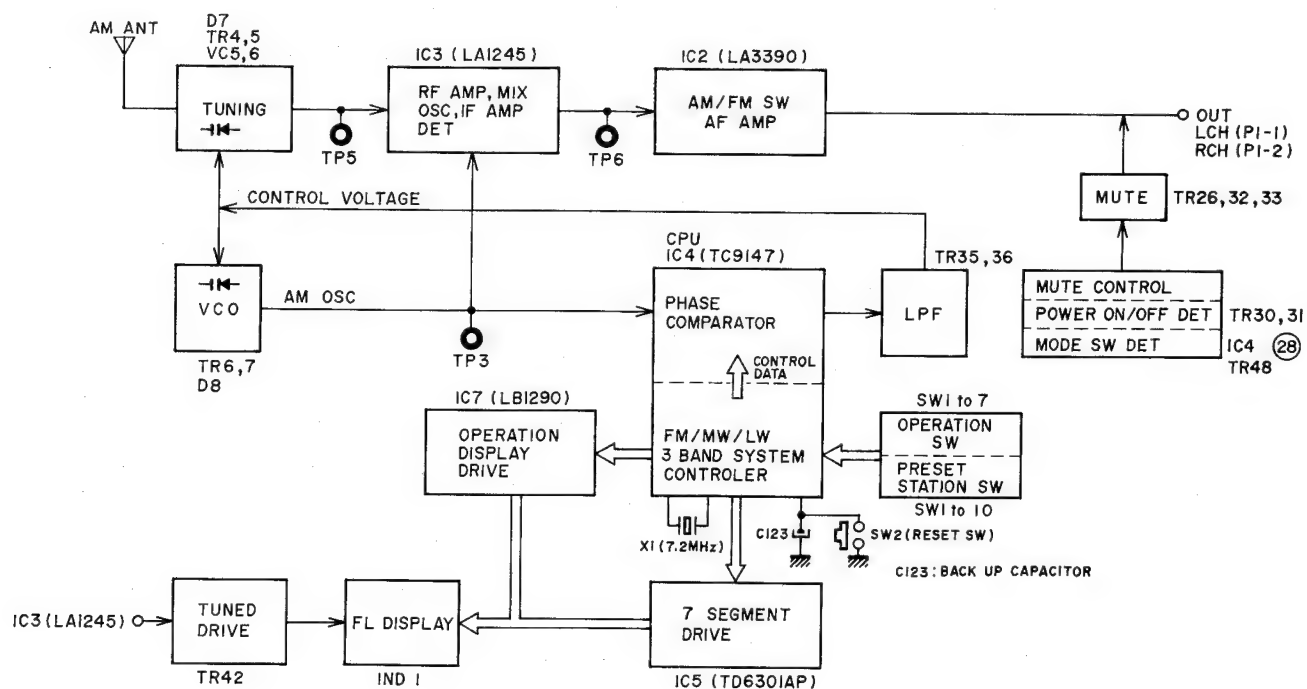 AM ANT
D7
TR4,5
VC5,6
TUNING
TP5
IC3 (LA1245)
RF AMP, MIX
OSC, IF AMP
DET
TP6
IC2 (LA3390)
AM/FM SW
AF AMP
OUT
LCH (P1-1)
RCH (P1-2)
MUTE
TR26,32,33
CONTROL VOLTAGE
VCO
TR6,7
D8
AM OSC
TP3
CPU
IC4 (TC9147)
PHASE
COMPARATOR
CONTROL
DATA
FM/MW/LW
3 BAND SYSTEM
CONTROLER
TR35,36
LPF
MUTE CONTROL
POWER ON/OFF DET
MODE SW DET
TR30,31
IC4 28
TR48
IC7 (LB1290)
OPERATION
DISPLAY
DRIVE
SW1 to 7
OPERATION
SW
PRESET
STATION SW
SW1 to 10
X1 (7.2MHz)
C123
SW2 (RESET SW)
C123: BACK UP CAPACITOR
IC3 (LA1245)
TUNED
DRIVE
TR42
FL DISPLAY
IND 1
7 SEGMENT
DRIVE
IC5 (TD6301AP)